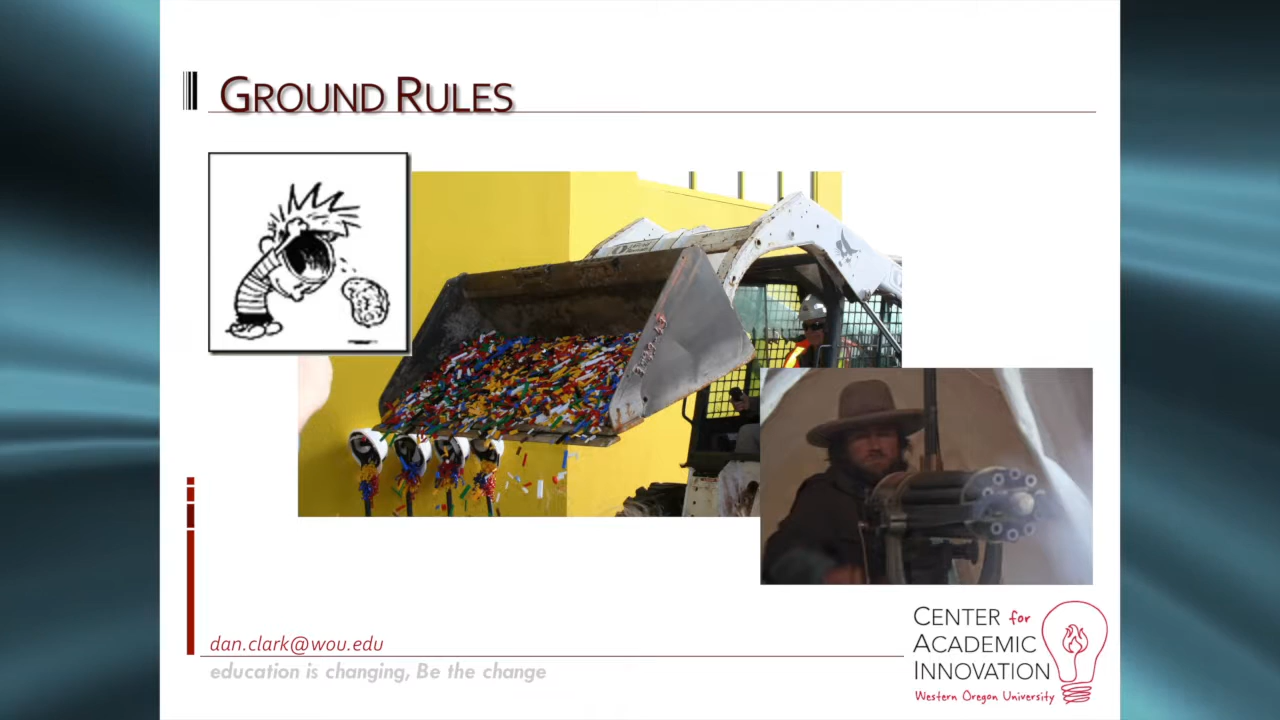 GROUND RULES
dan.clark@wou.edu
education is changing, Be the change
CENTER for
ACADEMIC
INNOVATION
Western Oregon University